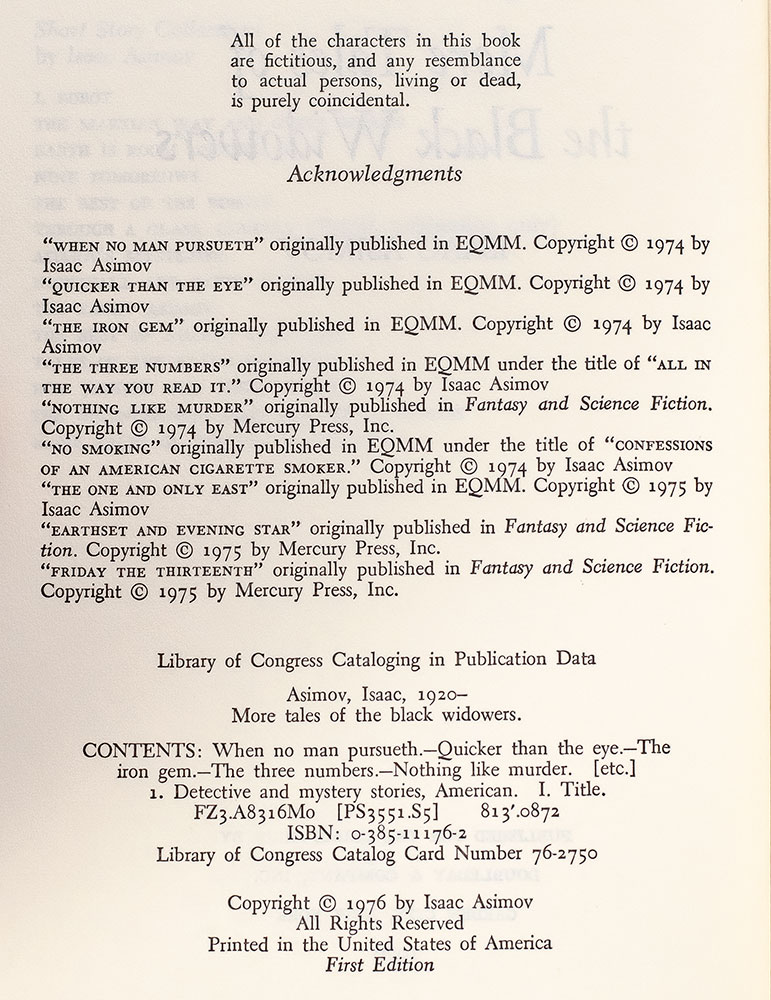 All of the characters in this book
are fictitious, and any resemblance
to actual persons, living or dead,
is purely coincidental.
Acknowledgments
“WHEN NO MAN PURSUETH” originally published in EQMM. Copyright © 1974 by
Isaac Asimov
“QUICKER THAN THE EYE” originally published in EQMM. Copyright © 1974 by
Isaac Asimov
“THE IRON GEM” originally published in EQMM. Copyright © 1974 by Isaac
Asimov
“THE THREE NUMBERS” originally published in EQMM under the title of “ALL IN
THE WAY YOU READ IT.” Copyright © 1974 by Isaac Asimov
“NOTHING LIKE MURDER” originally published in Fantasy and Science Fiction.
Copyright © 1974 by Mercury Press, Inc.
“NO SMOKING” originally published in EQMM under the title of “CONFESSIONS
OF AN AMERICAN CIGARETTE SMOKER.” Copyright © 1974 by Isaac Asimov
“THE ONE AND ONLY EAST” originally published in EQMM. Copyright © 1975 by
Isaac Asimov
“EARTHSET AND EVENING STAR” originally published in Fantasy and Science Fic-
tion. Copyright © 1975 by Mercury Press, Inc.
“FRIDAY THE THIRTEENTH” originally published in Fantasy and Science Fiction.
Copyright © 1975 by Mercury Press, Inc.
Library of Congress Cataloging in Publication Data
Asimov, Isaac, 1920–
More tales of the black widowers.
CONTENTS: When no man pursueth.—Quicker than the eye.—The
iron gem.—The three numbers.—Nothing like murder. [etc.]
1. Detective and mystery stories, American. I. Title.
FZ3.A8316Mo [PS3551.S5] 813'.0872
ISBN: 0-385-11176-2
Library of Congress Catalog Card Number 76-2750
Copyright © 1976 by Isaac Asimov
All Rights Reserved
Printed in the United States of America
First Edition